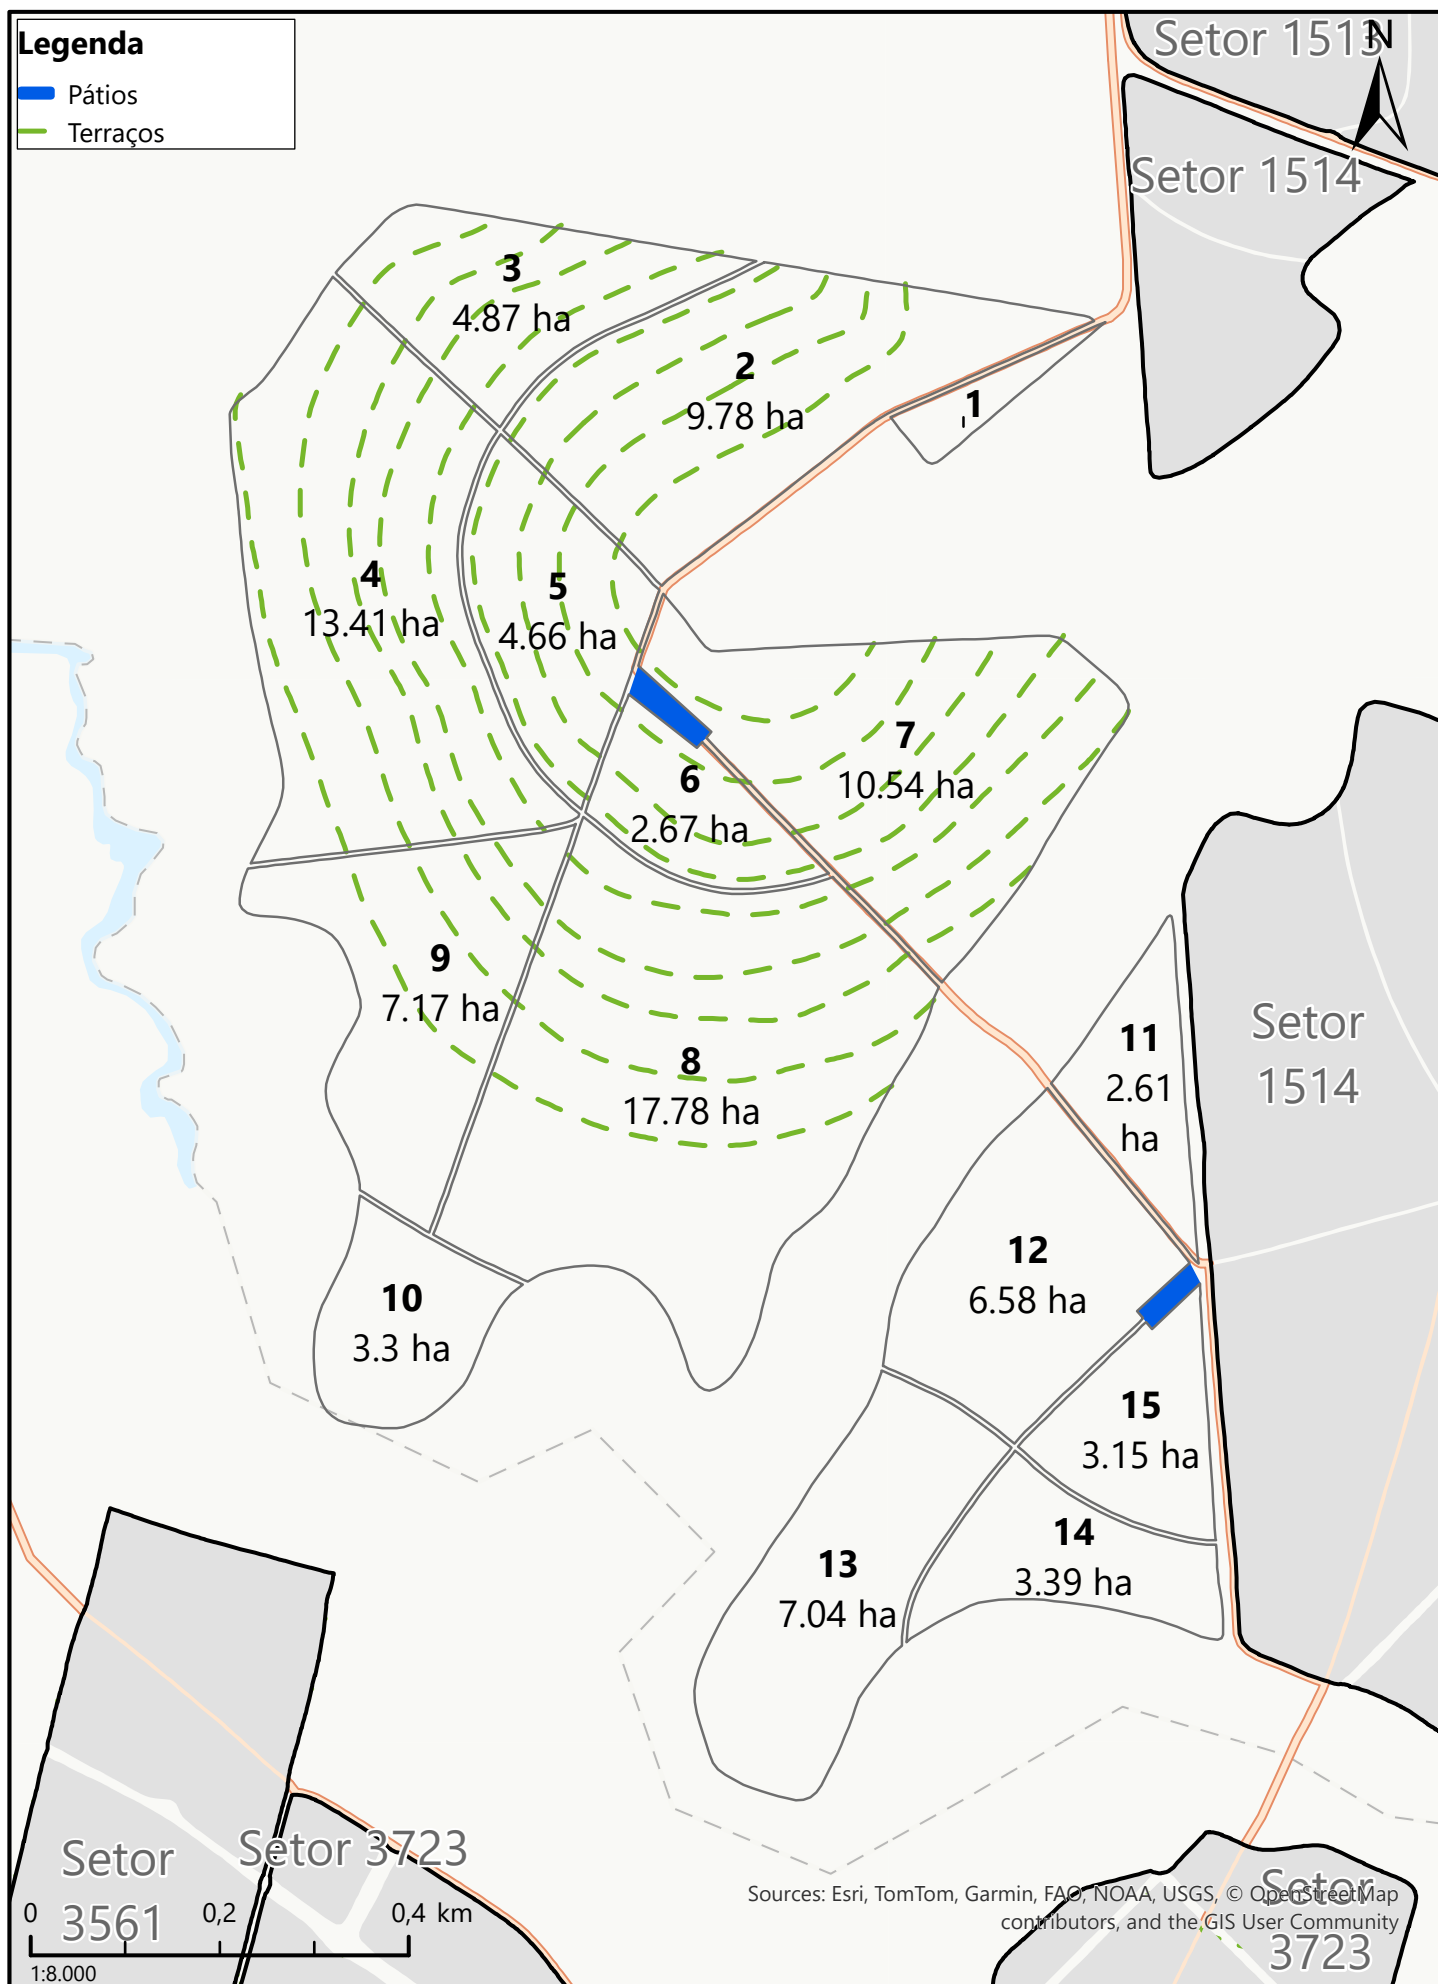 Legenda
Pátios
Terraços
Setor 1513
N
Setor 1514
3
4.87 ha
2
9.78 ha
1
4
13.41 ha
5
4.66 ha
7
10.54 ha
6
2.67 ha
9
7.17 ha
8
17.78 ha
11
2.61
ha
Setor
1514
12
6.58 ha
10
3.3 ha
15
3.15 ha
14
3.39 ha
13
7.04 ha
Setor
3561
Setor 3723
Setor
3723
Sources: Esri, TomTom, Garmin, FAO, NOAA, USGS, © OpenStreetMap
contributors, and the GIS User Community
0 0,2 0,4 km
1:8.000